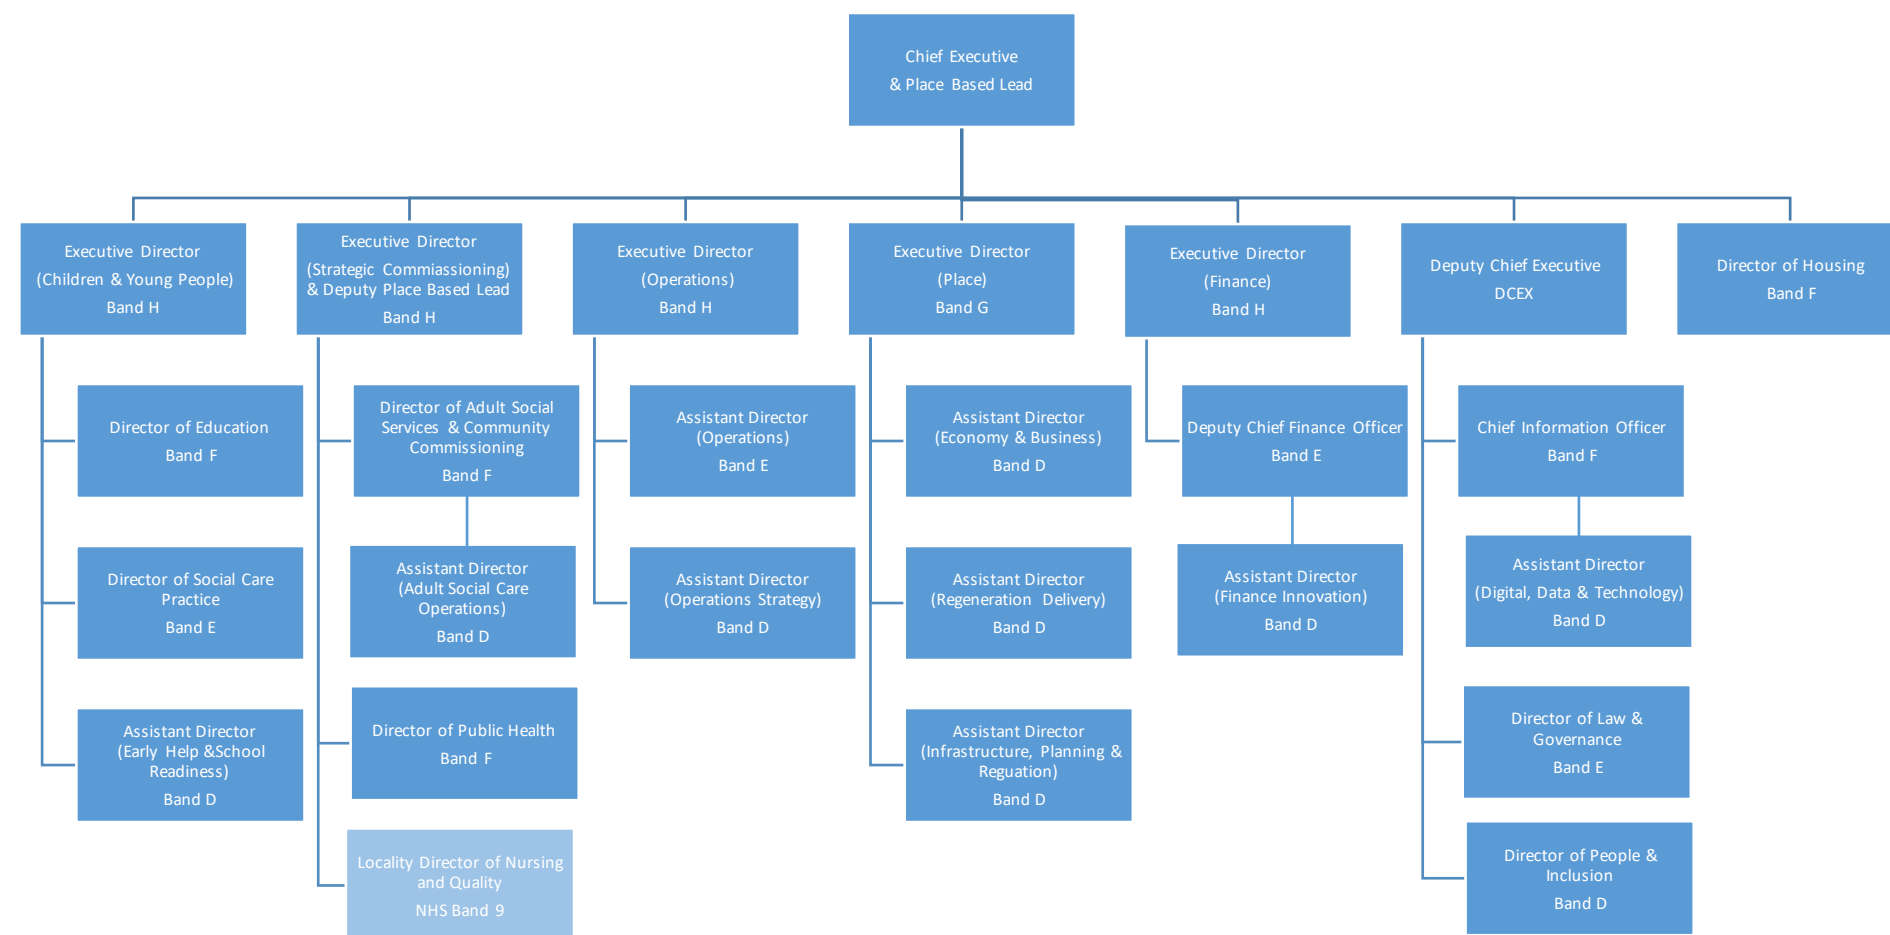 Chief Executive
& Place Based Lead
Executive Director
(Children & Young People)
Band H
Executive Director
(Strategic Commiassioning)
& Deputy Place Based Lead
Band H
Executive Director
(Operations)
Band H
Executive Director
(Place)
Band G
Executive Director
(Finance)
Band H
Deputy Chief Executive
DCEX
Director of Housing
Band F
Director of Education
Band F
Director of Adult Social
Services & Community
Commissioning
Band F
Assistant Director
(Operations)
Band E
Assistant Director
(Economy & Business)
Band D
Deputy Chief Finance Officer
Band E
Chief Information Officer
Band F
Director of Social Care
Practice
Band E
Assistant Director
(Adult Social Care
Operations)
Band D
Assistant Director
(Operations Strategy)
Band D
Assistant Director
(Regeneration Delivery)
Band D
Assistant Director
(Finance Innovation)
Band D
Assistant Director
(Digital, Data & Technology)
Band D
Assistant Director
(Early Help &School
Readiness)
Band D
Director of Public Health
Band F
Assistant Director
(Infrastructure, Planning &
Reguation)
Band D
Director of Law &
Governance
Band E
Locality Director of Nursing
and Quality
NHS Band 9
Director of People &
Inclusion
Band D